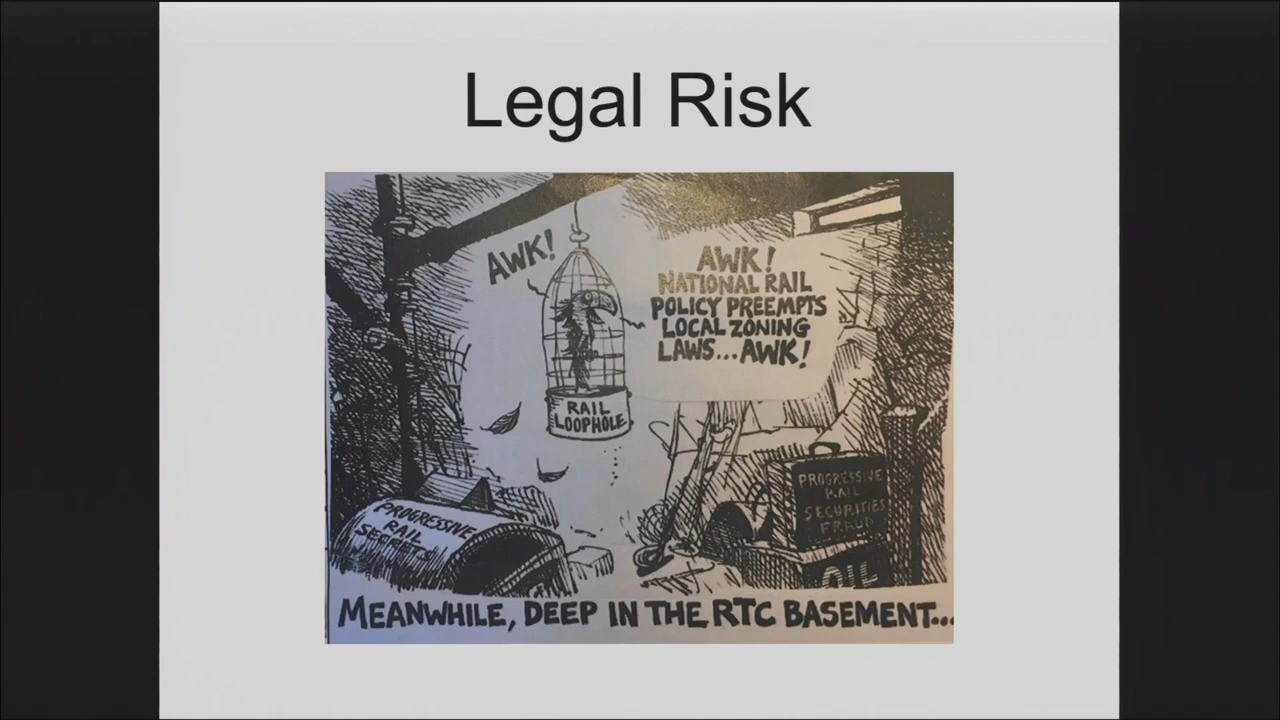 Legal Risk
AWK!
AWK!
NATIONAL RAIL
POLICY PREEMPTS
LOCAL ZONING
LAWS...AWK!
RAIL
LOOPHOLE
PROGRESSIVE
RAIL
SECRETS
PROGRESSIVE
RAIL
SECURITIES
FRAUD
OIL
MEANWHILE, DEEP IN THE RTC BASEMENT...